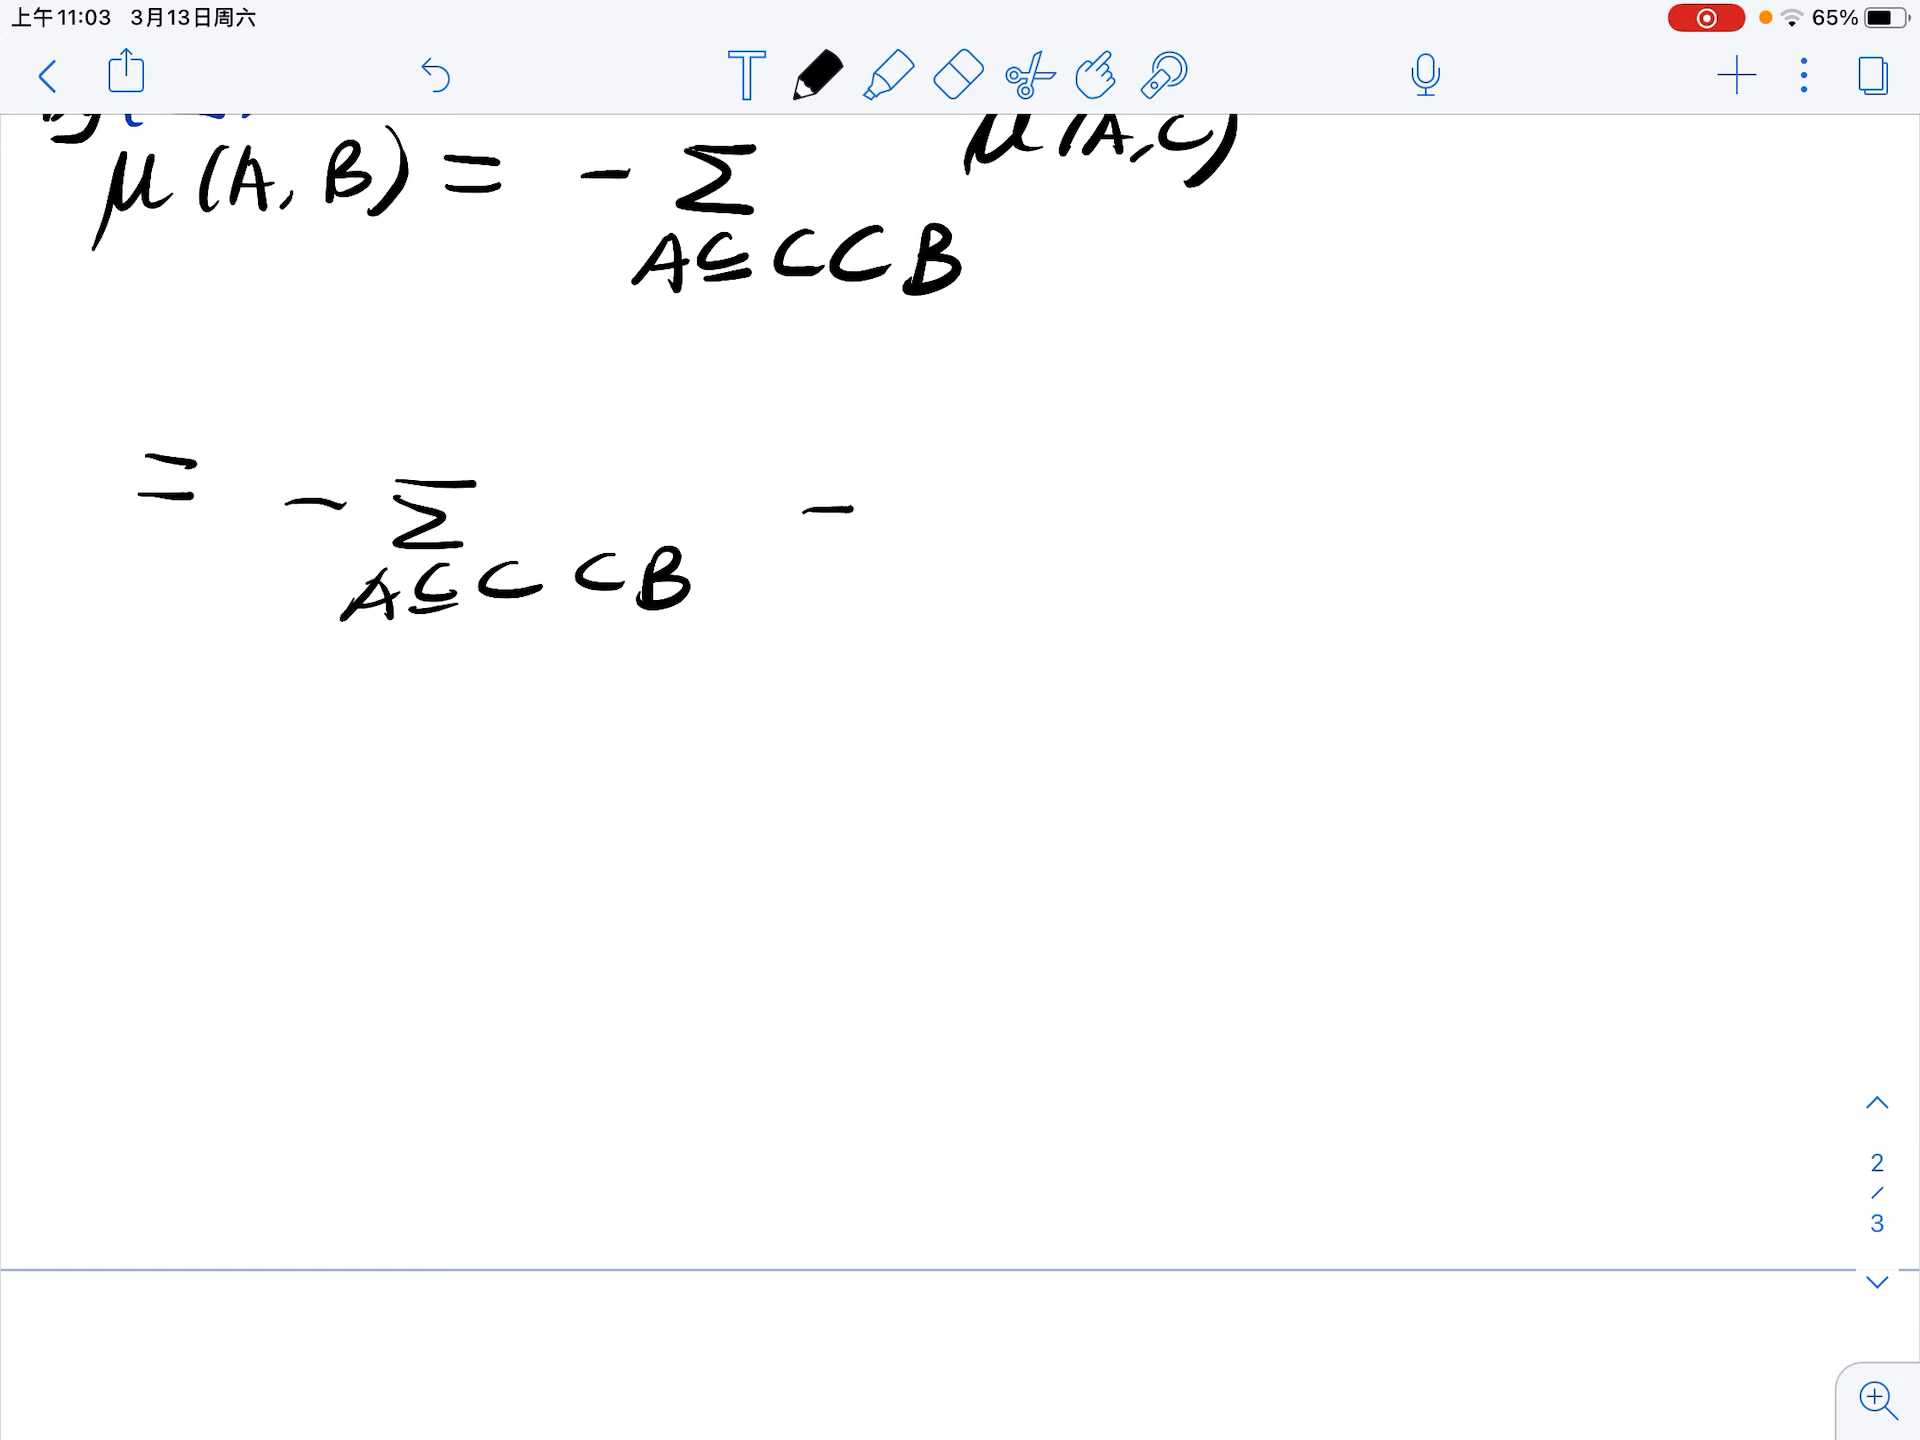 上午11:03 3月13日周六 65%
T
μ(A, B) = - Σ μ(A,C)
A ⊆ C ⊂ B
= - Σ -
A ⊆ C ⊂ B
2
/
3